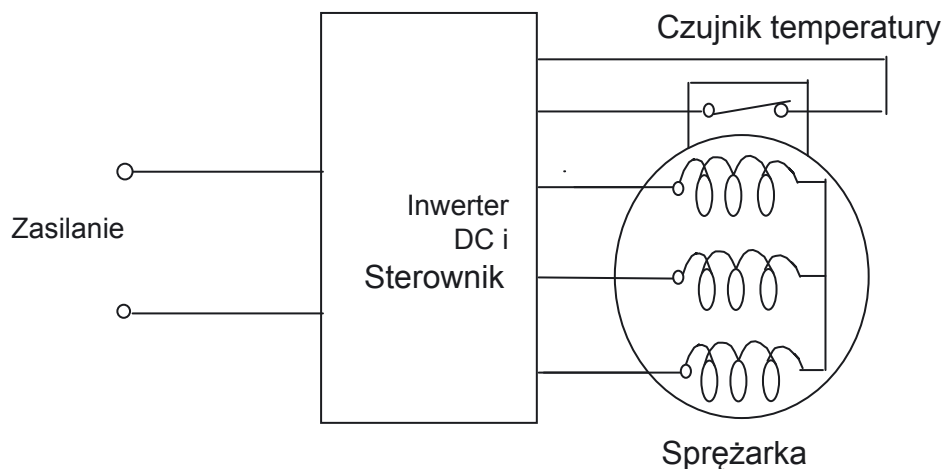 Czujnik temperatury
Zasilanie
Inwerter
DC i
Sterownik
Sprężarka